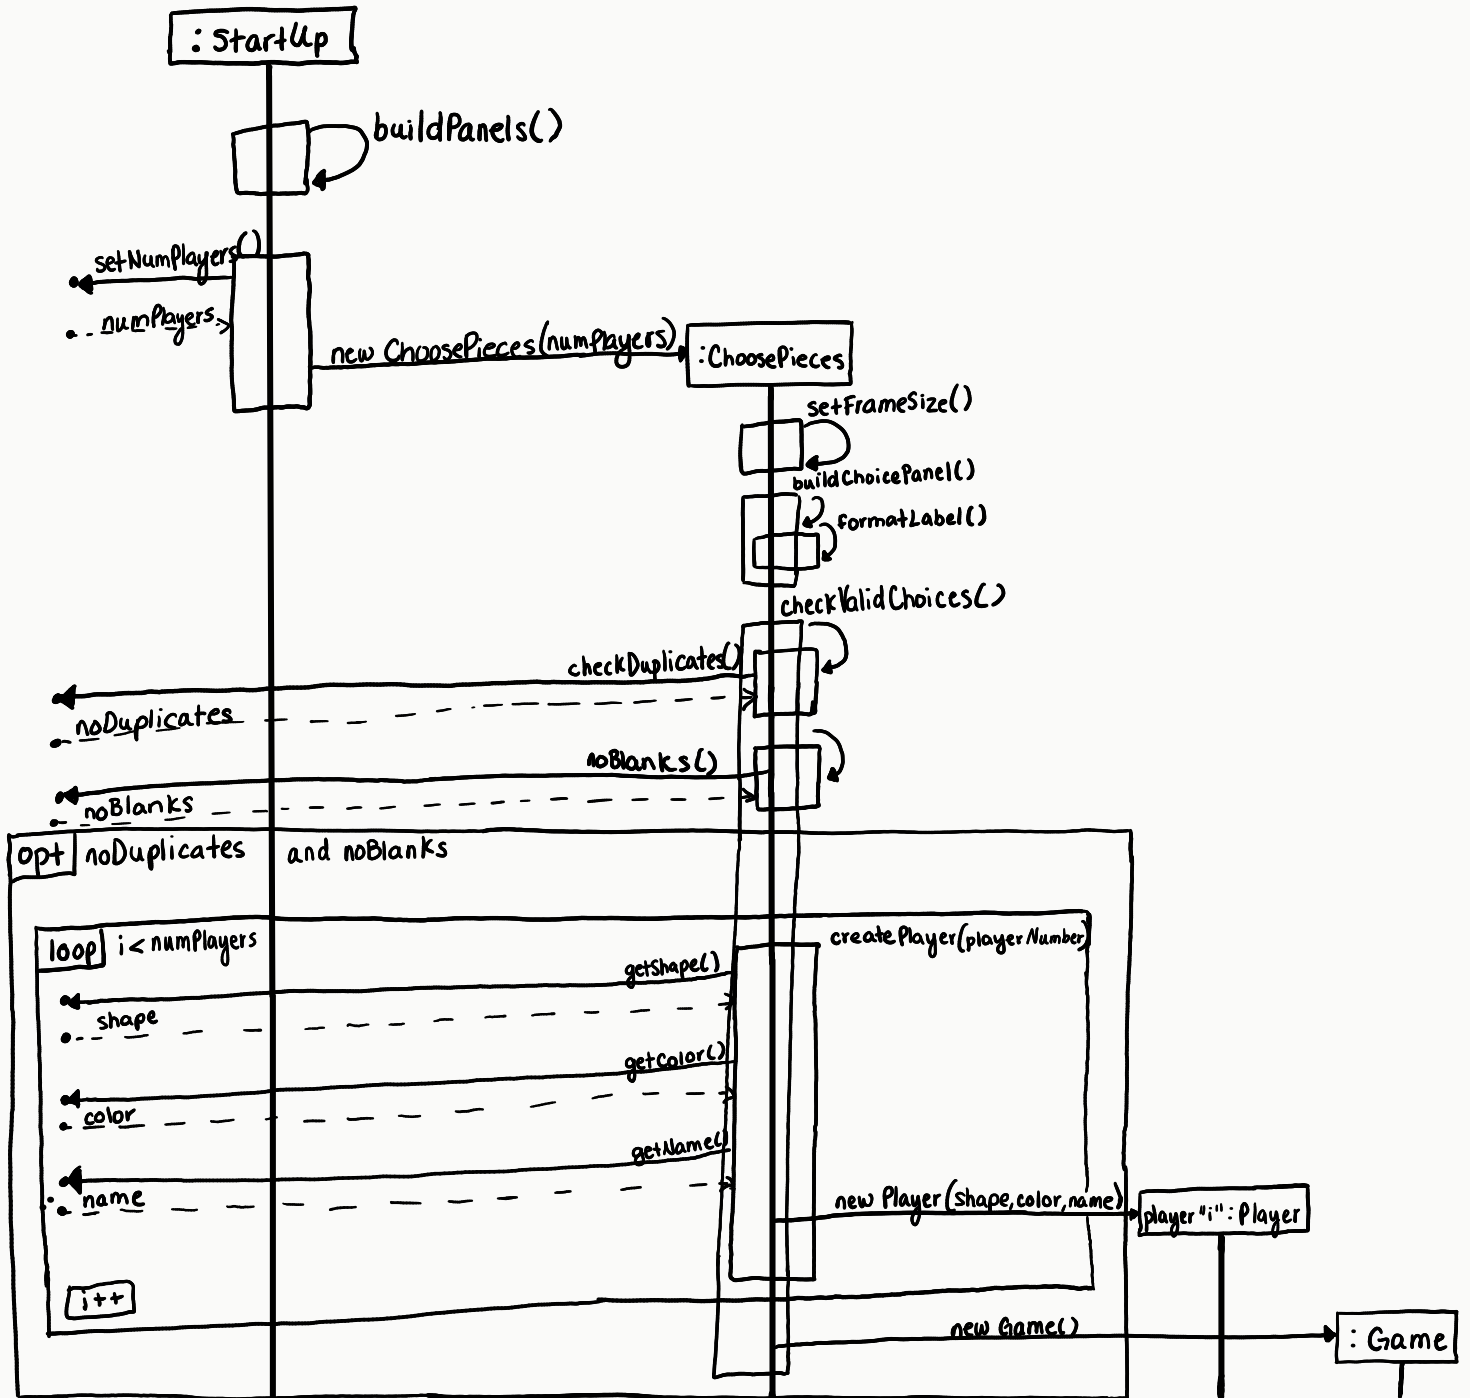 :StartUp
buildPanels()
setNumPlayers()
numPlayers
new ChoosePieces(numPlayers)
:ChoosePieces
setFrameSize()
buildChoicePanel()
formatLabel()
checkValidChoices()
checkDuplicates()
noDuplicates
noBlanks()
noBlanks
opt noDuplicates and noBlanks
loop i < numPlayers
createPlayer(playerNumber)
getShape()
shape
getColor()
color
getName()
name
new Player(shape,color,name)
player "i" : Player
i++
new Game()
: Game